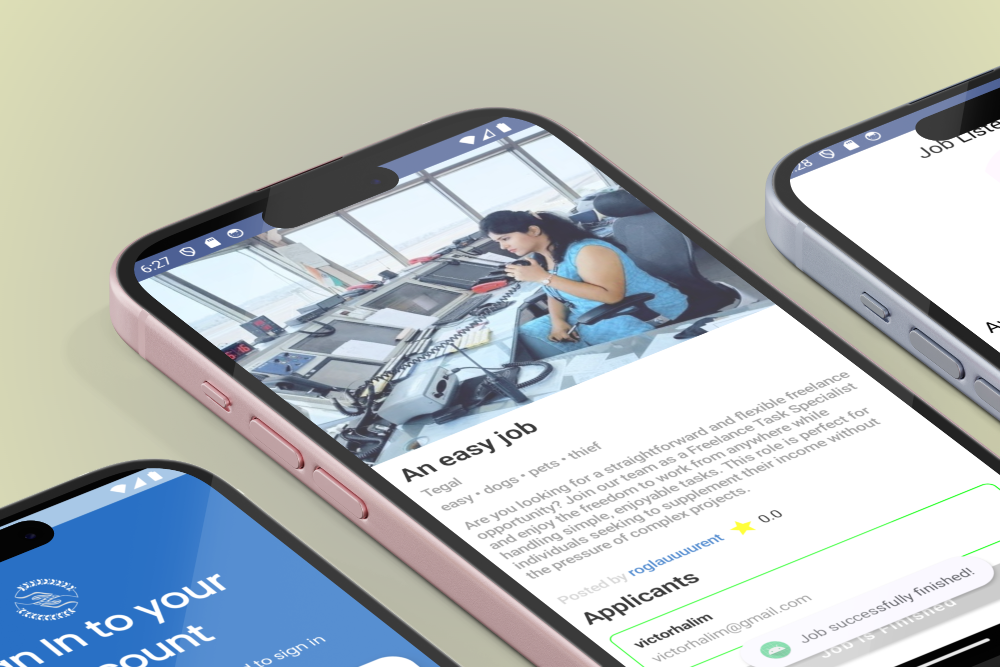 6:27
An easy job
Tegal
easy • dogs • pets • thief
Are you looking for a straightforward and flexible freelance
opportunity? Join our team as a Freelance Task Specialist
and enjoy the freedom to work from anywhere while
handling simple, enjoyable tasks. This role is perfect for
individuals seeking to supplement their income without
the pressure of complex projects.
Posted by roglauuuurent 0.0
Applicants
victorhalim
victorhalim@gmail.com
Job successfully finished!
Job is Finished
n In to your
count
d to sign in
:28
Job Liste